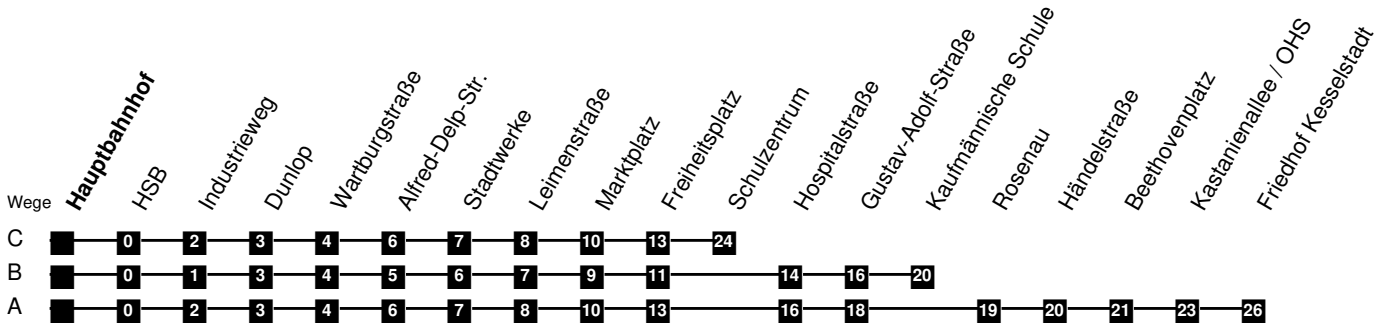 Hauptbahnhof
HSB
Industrieweg
Dunlop
Wartburgstraße
Alfred-Delp-Str.
Stadtwerke
Leimenstraße
Marktplatz
Freiheitsplatz
Schulzentrum
Hospitalstraße
Gustav-Adolf-Straße
Kaufmännische Schule
Rosenau
Händelstraße
Beethovenplatz
Kastanienallee / OHS
Friedhof Kesselstadt
Wege
C 0 2 3 4 6 7 8 10 13 24
B 0 1 3 4 5 6 7 9 11 14 16 20
A 0 2 3 4 6 7 8 10 13 16 18 19 20 21 23 26